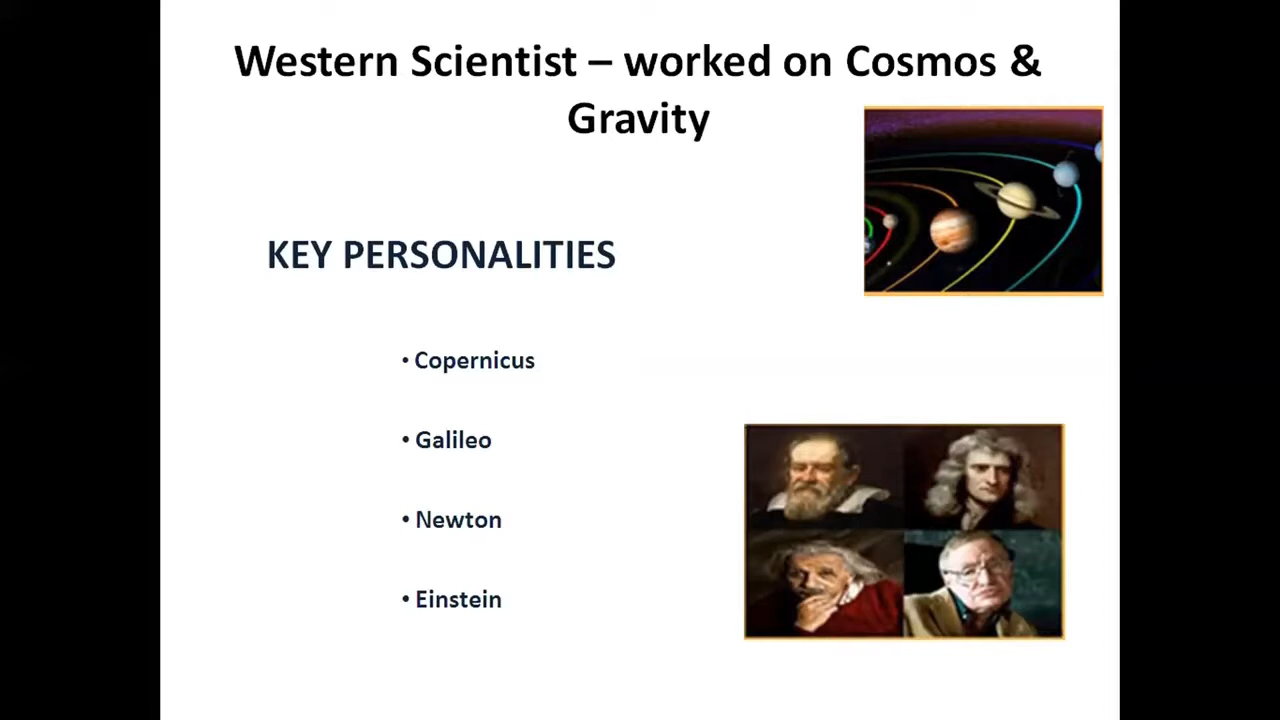 Western Scientist – worked on Cosmos &
Gravity
KEY PERSONALITIES
• Copernicus
• Galileo
• Newton
• Einstein